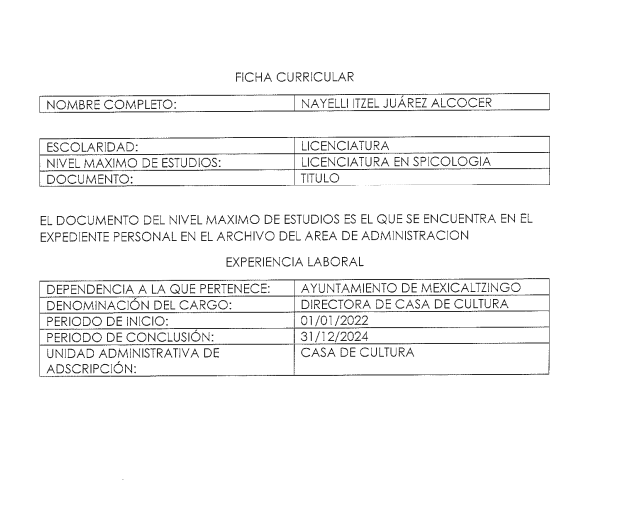 FICHA CURRICULAR
NOMBRE COMPLETO: NAYELLI ITZEL JUÁREZ ALCOCER
ESCOLARIDAD: LICENCIATURA
NIVEL MAXIMO DE ESTUDIOS: LICENCIATURA EN SPICOLOGIA
DOCUMENTO: TITULO
EL DOCUMENTO DEL NIVEL MAXIMO DE ESTUDIOS ES EL QUE SE ENCUENTRA EN EL
EXPEDIENTE PERSONAL EN EL ARCHIVO DEL AREA DE ADMINISTRACION
EXPERIENCIA LABORAL
DEPENDENCIA A LA QUE PERTENECE: AYUNTAMIENTO DE MEXICALTZINGO
DENOMINACIÓN DEL CARGO: DIRECTORA DE CASA DE CULTURA
PERIODO DE INICIO: 01/01/2022
PERIODO DE CONCLUSIÓN: 31/12/2024
UNIDAD ADMINISTRATIVA DE CASA DE CULTURA
ADSCRIPCIÓN: